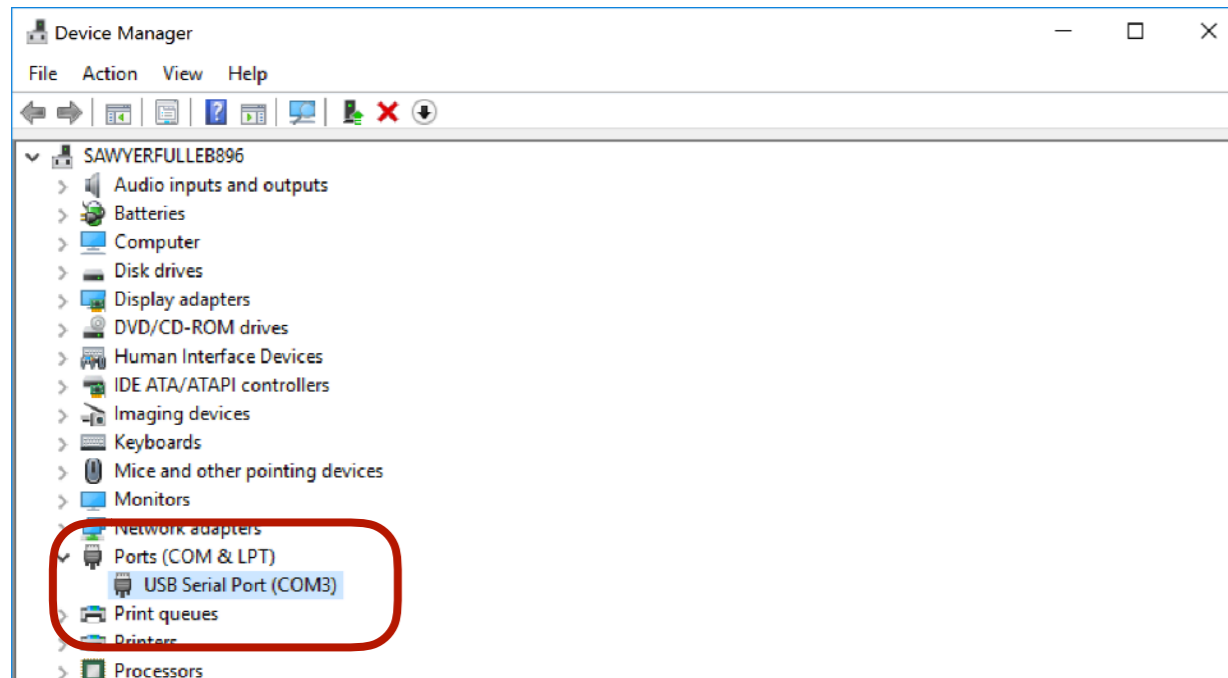 Device Manager
File Action View Help
SAWYERFULLEB896
Audio inputs and outputs
Batteries
Computer
Disk drives
Display adapters
DVD/CD-ROM drives
Human Interface Devices
IDE ATA/ATAPI controllers
Imaging devices
Keyboards
Mice and other pointing devices
Monitors
Network adapters
Ports (COM & LPT)
USB Serial Port (COM3)
Print queues
Printers
Processors